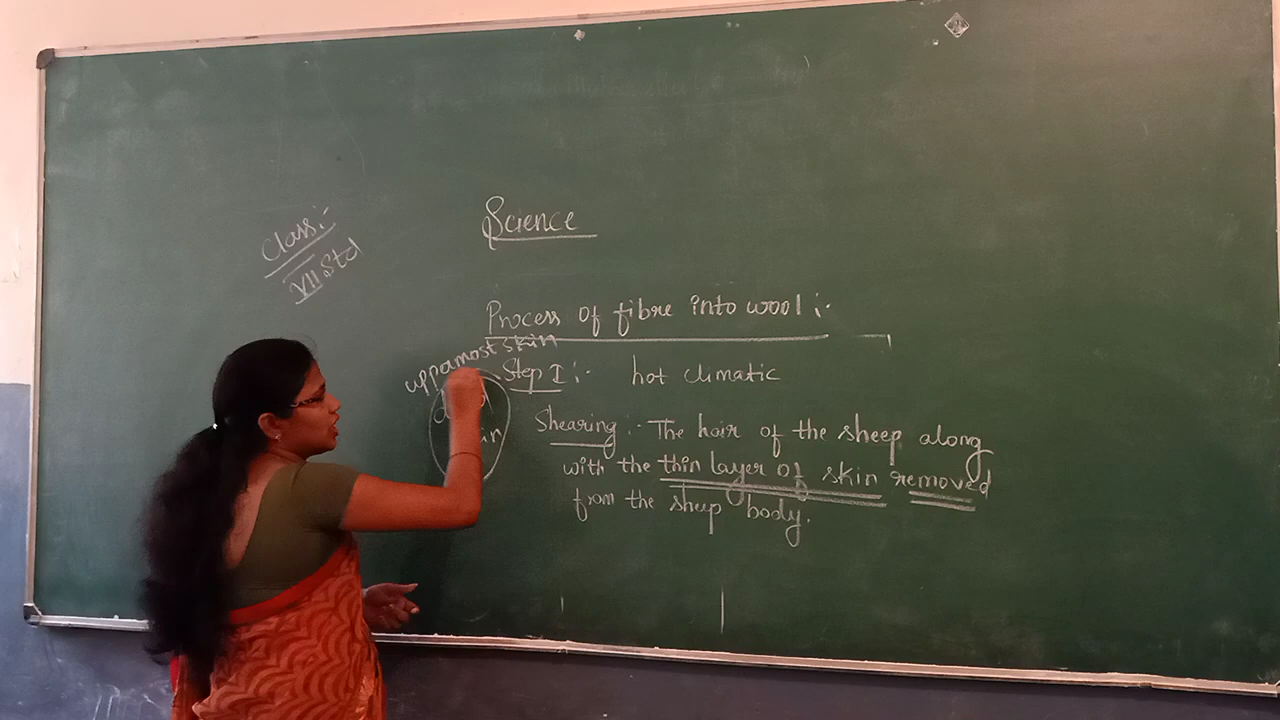 Class:-
VII Std
Science
Process of fibre into wool :-
uppermost skin
Step I :- hot climatic
Shearing :- The hair of the sheep along
with the thin layer of skin removed
from the sheep body.